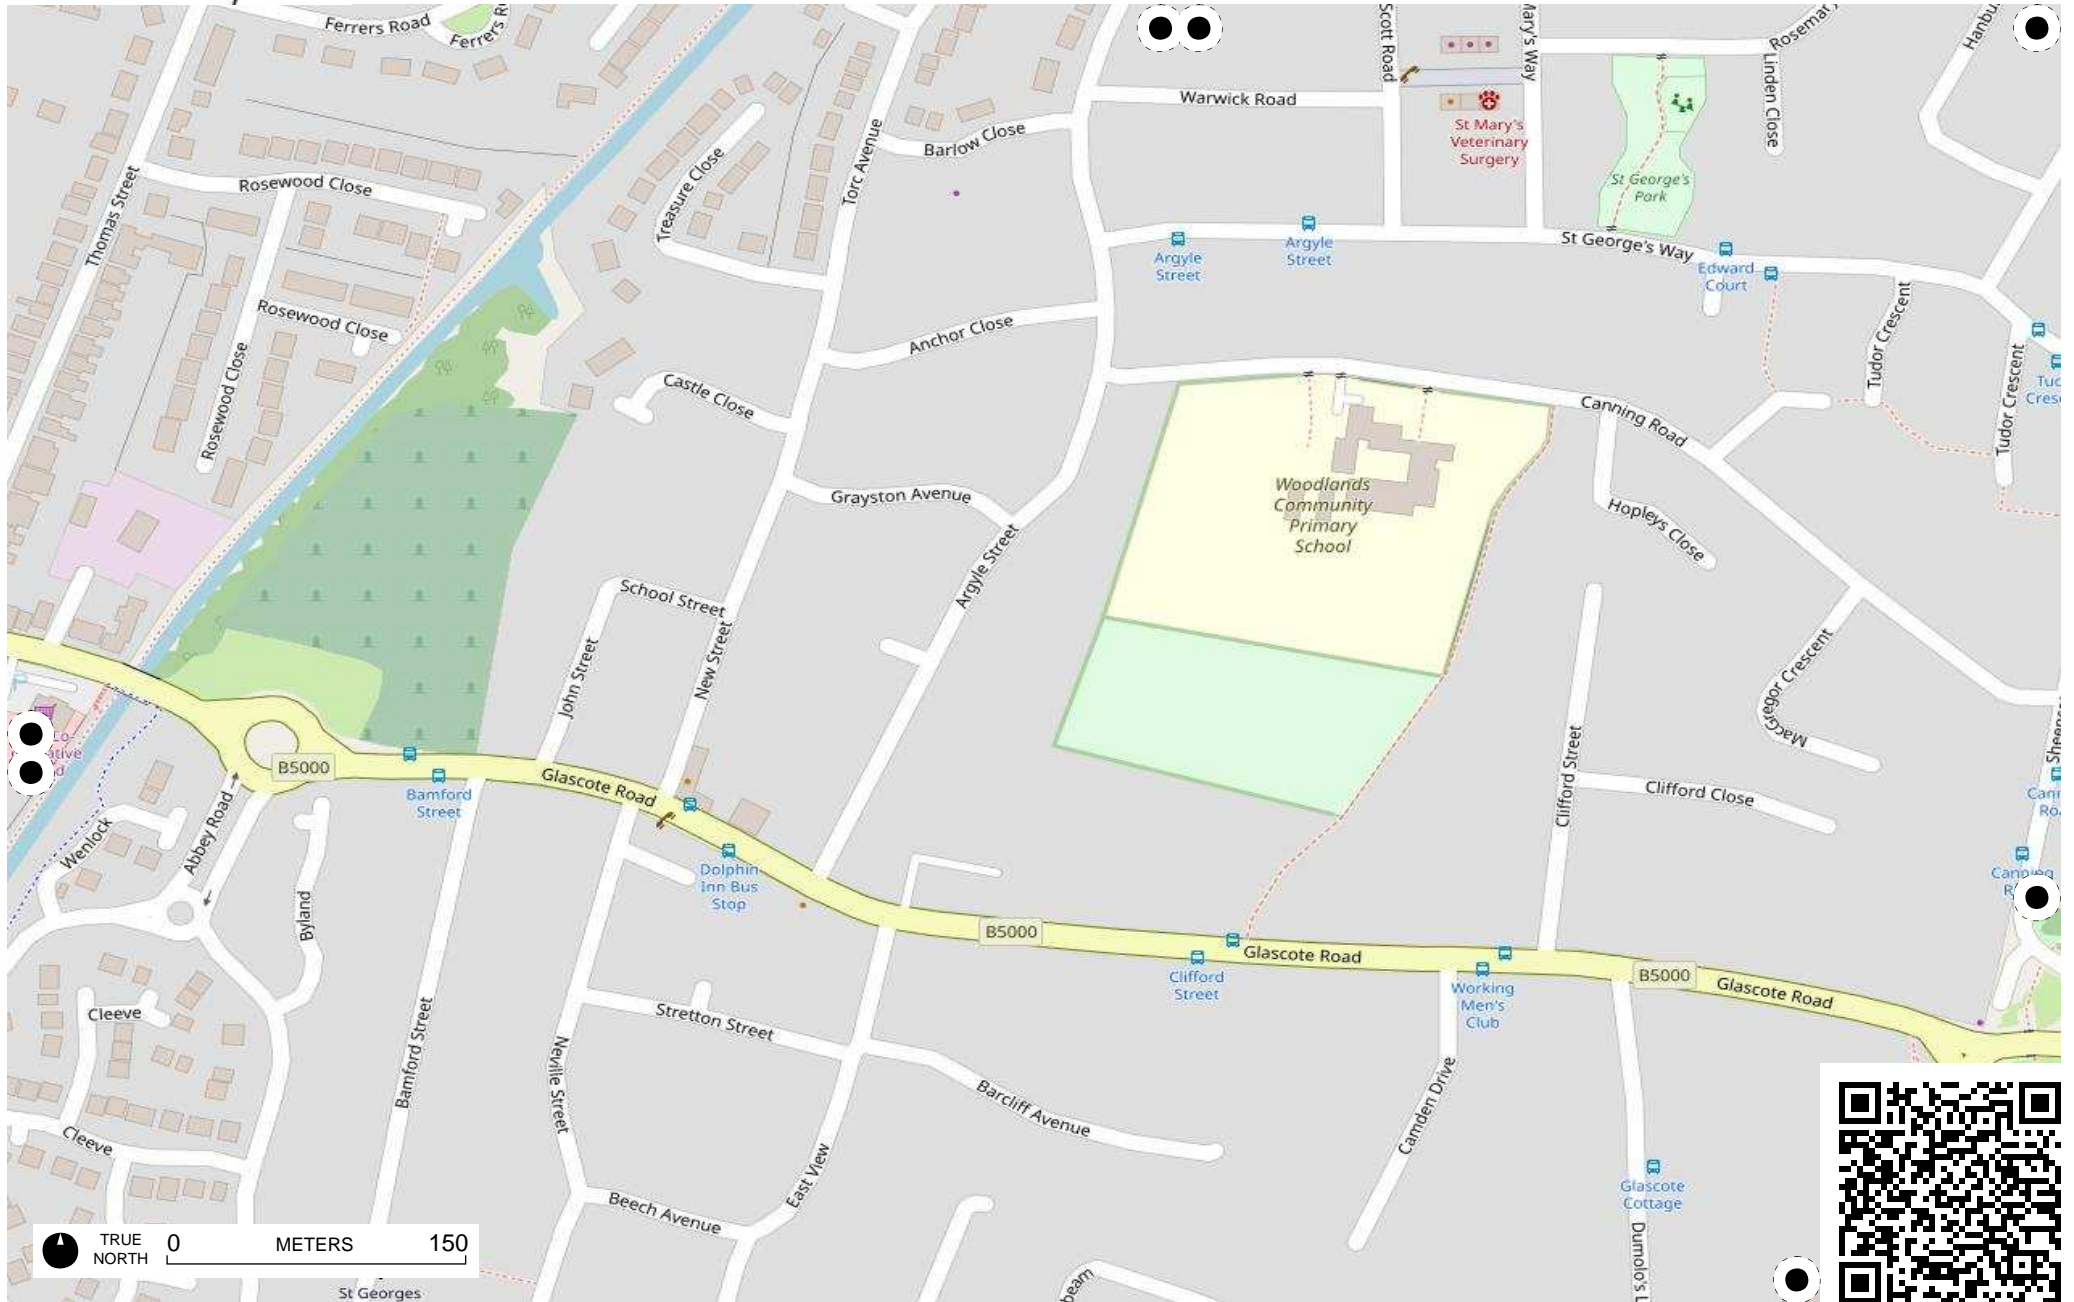 Ferrers Road
Scott Road
Warwick Road
St Mary's
Veterinary
Surgery
Linden Close
St George's
Park
Barlow Close
Torc Avenue
Treasure Close
Rosewood Close
Thomas Street
Argyle
Street
Argyle
Street
St George's Way
Edward
Court
Tudor Crescent
Tudor Crescent
Rosewood Close
Rosewood Close
Anchor Close
Castle Close
Canning Road
Grayston Avenue
Woodlands
Community
Primary
School
Hopleys Close
Argyle Street
School Street
John Street
New Street
MacGregor Crescent
Clifford Street
Clifford Close
B5000
Bamford
Street
Glascote Road
Dolphin
Inn Bus
Stop
Wenlock
Abbey Road
Byland
B5000
Glascote Road
Clifford
Street
Working
Men's
Club
B5000
Glascote Road
Cleeve
Bamford Street
Stretton Street
Neville Street
Barcliff Avenue
Camden Drive
Cleeve
East View
Beech Avenue
Glascote
Cottage
TRUE
NORTH
0 METERS 150
St Georges